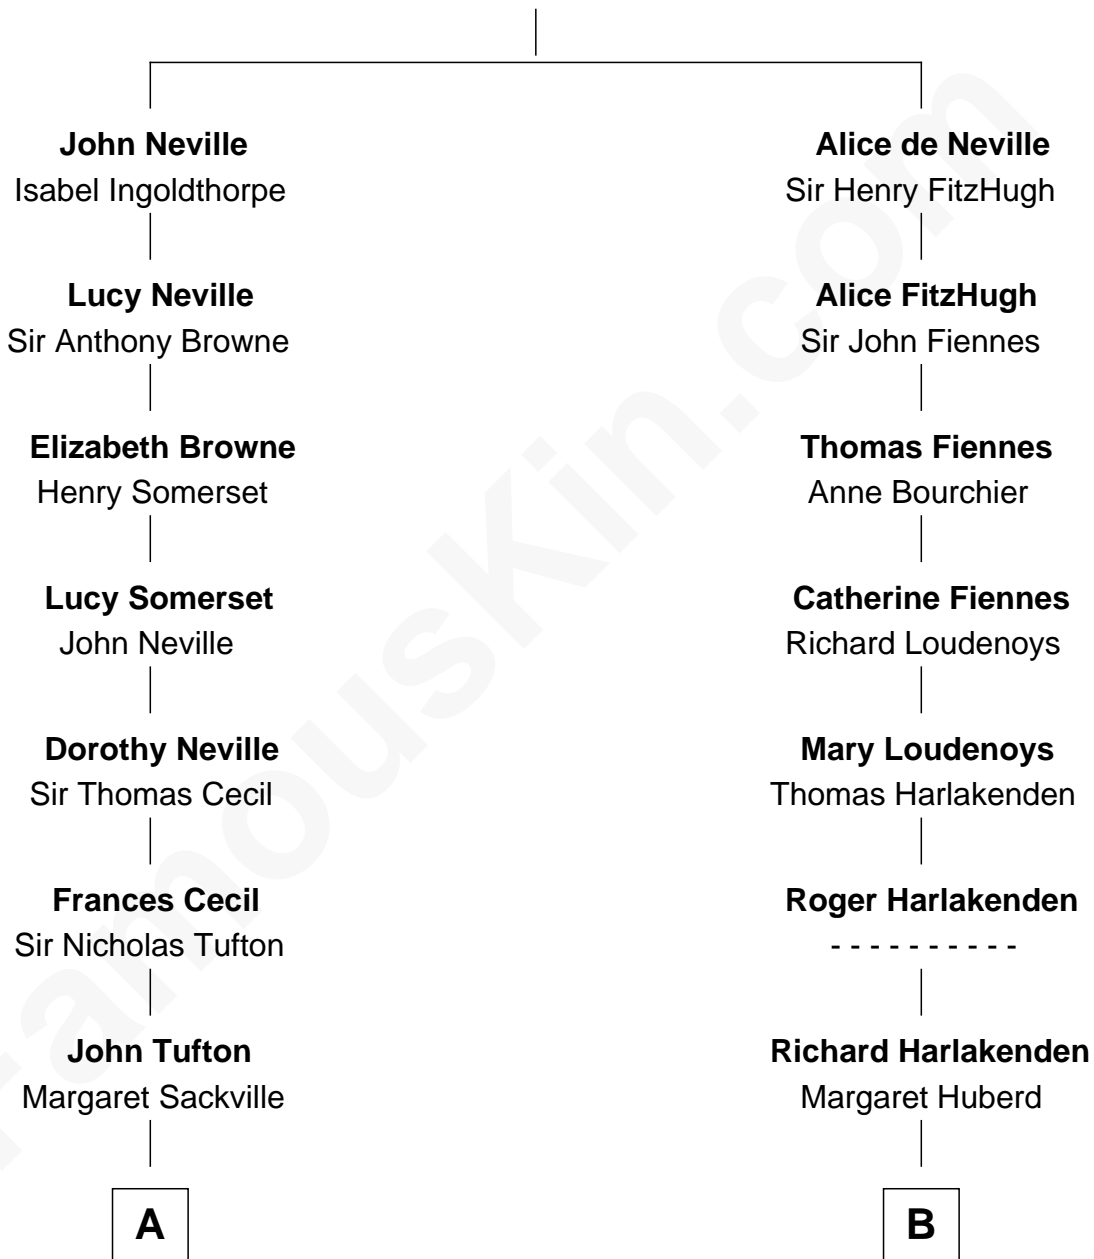 John Neville
Isabel Ingoldthorpe
Lucy Neville
Sir Anthony Browne
Elizabeth Browne
Henry Somerset
Lucy Somerset
John Neville
Dorothy Neville
Sir Thomas Cecil
Frances Cecil
Sir Nicholas Tufton
John Tufton
Margaret Sackville
A
Alice de Neville
Sir Henry FitzHugh
Alice FitzHugh
Sir John Fiennes
Thomas Fiennes
Anne Bourchier
Catherine Fiennes
Richard Loudenoys
Mary Loudenoys
Thomas Harlakenden
Roger Harlakenden
- - - - - - - - - -
Richard Harlakenden
Margaret Huberd
B
FamousKin.com